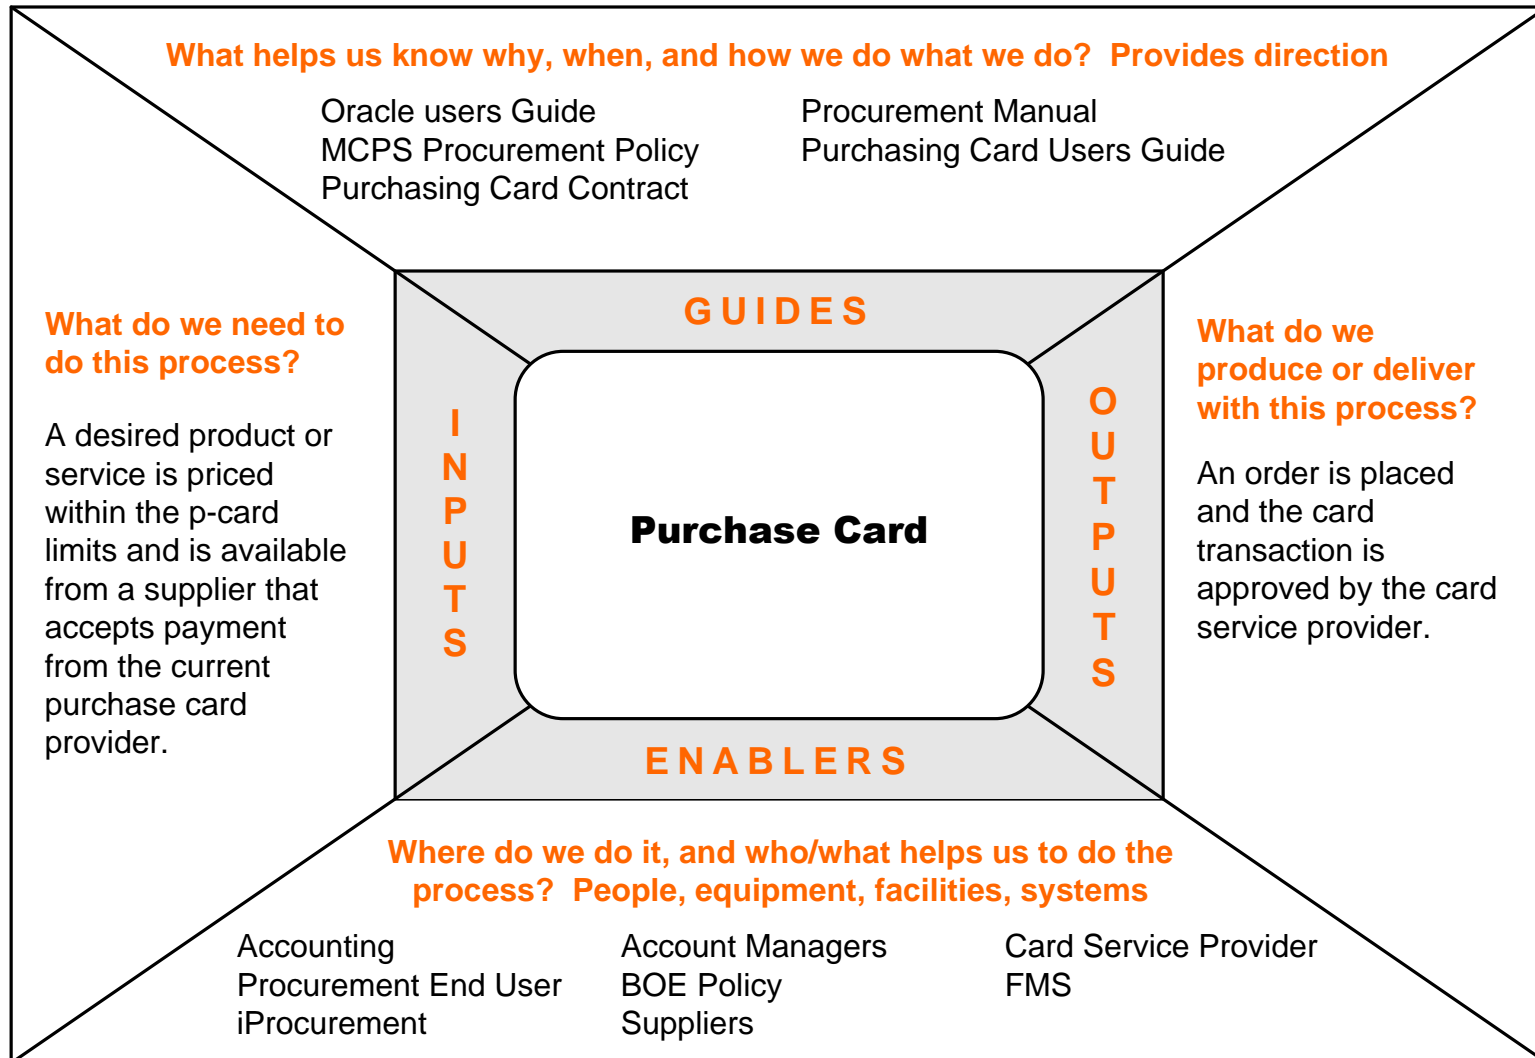 What helps us know why, when, and how we do what we do?  Provides direction
Oracle users Guide
MCPS Procurement Policy
Purchasing Card Contract
Procurement Manual
Purchasing Card Users Guide
GUIDES
What do we need to
do this process?
A desired product or
service is priced
within the p-card
limits and is available
from a supplier that
accepts payment
from the current
purchase card
provider.
INPUTS
Purchase Card
OUTPUTS
What do we
produce or deliver
with this process?
An order is placed
and the card
transaction is
approved by the card
service provider.
ENABLERS
Where do we do it, and who/what helps us to do the
process?  People, equipment, facilities, systems
Accounting
Procurement End User
iProcurement
Account Managers
BOE Policy
Suppliers
Card Service Provider
FMS